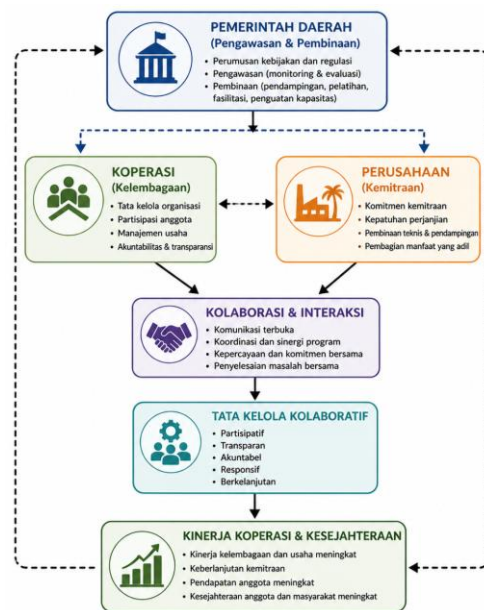 PEMERINTAH DAERAH
(Pengawasan & Pembinaan)
• Perumusan kebijakan dan regulasi
• Pengawasan (monitoring & evaluasi)
• Pembinaan (pendampingan, pelatihan,
fasilitasi, penguatan kapasitas)
KOPERASI
(Kelembagaan)
• Tata kelola organisasi
• Partisipasi anggota
• Manajemen usaha
• Akuntabilitas & transparansi
PERUSAHAAN
(Kemitraan)
• Komitmen kemitraan
• Kepatuhan perjanjian
• Pembinaan teknis & pendampingan
• Pembagian manfaat yang adil
KOLABORASI & INTERAKSI
• Komunikasi terbuka
• Koordinasi dan sinergi program
• Kepercayaan dan komitmen bersama
• Penyelesaian masalah bersama
TATA KELOLA KOLABORATIF
• Partisipatif
• Transparan
• Akuntabel
• Responsif
• Berkelanjutan
KINERJA KOPERASI & KESEJAHTERAAN
• Kinerja kelembagaan dan usaha meningkat
• Keberlanjutan kemitraan
• Pendapatan anggota meningkat
• Kesejahteraan anggota dan masyarakat meningkat